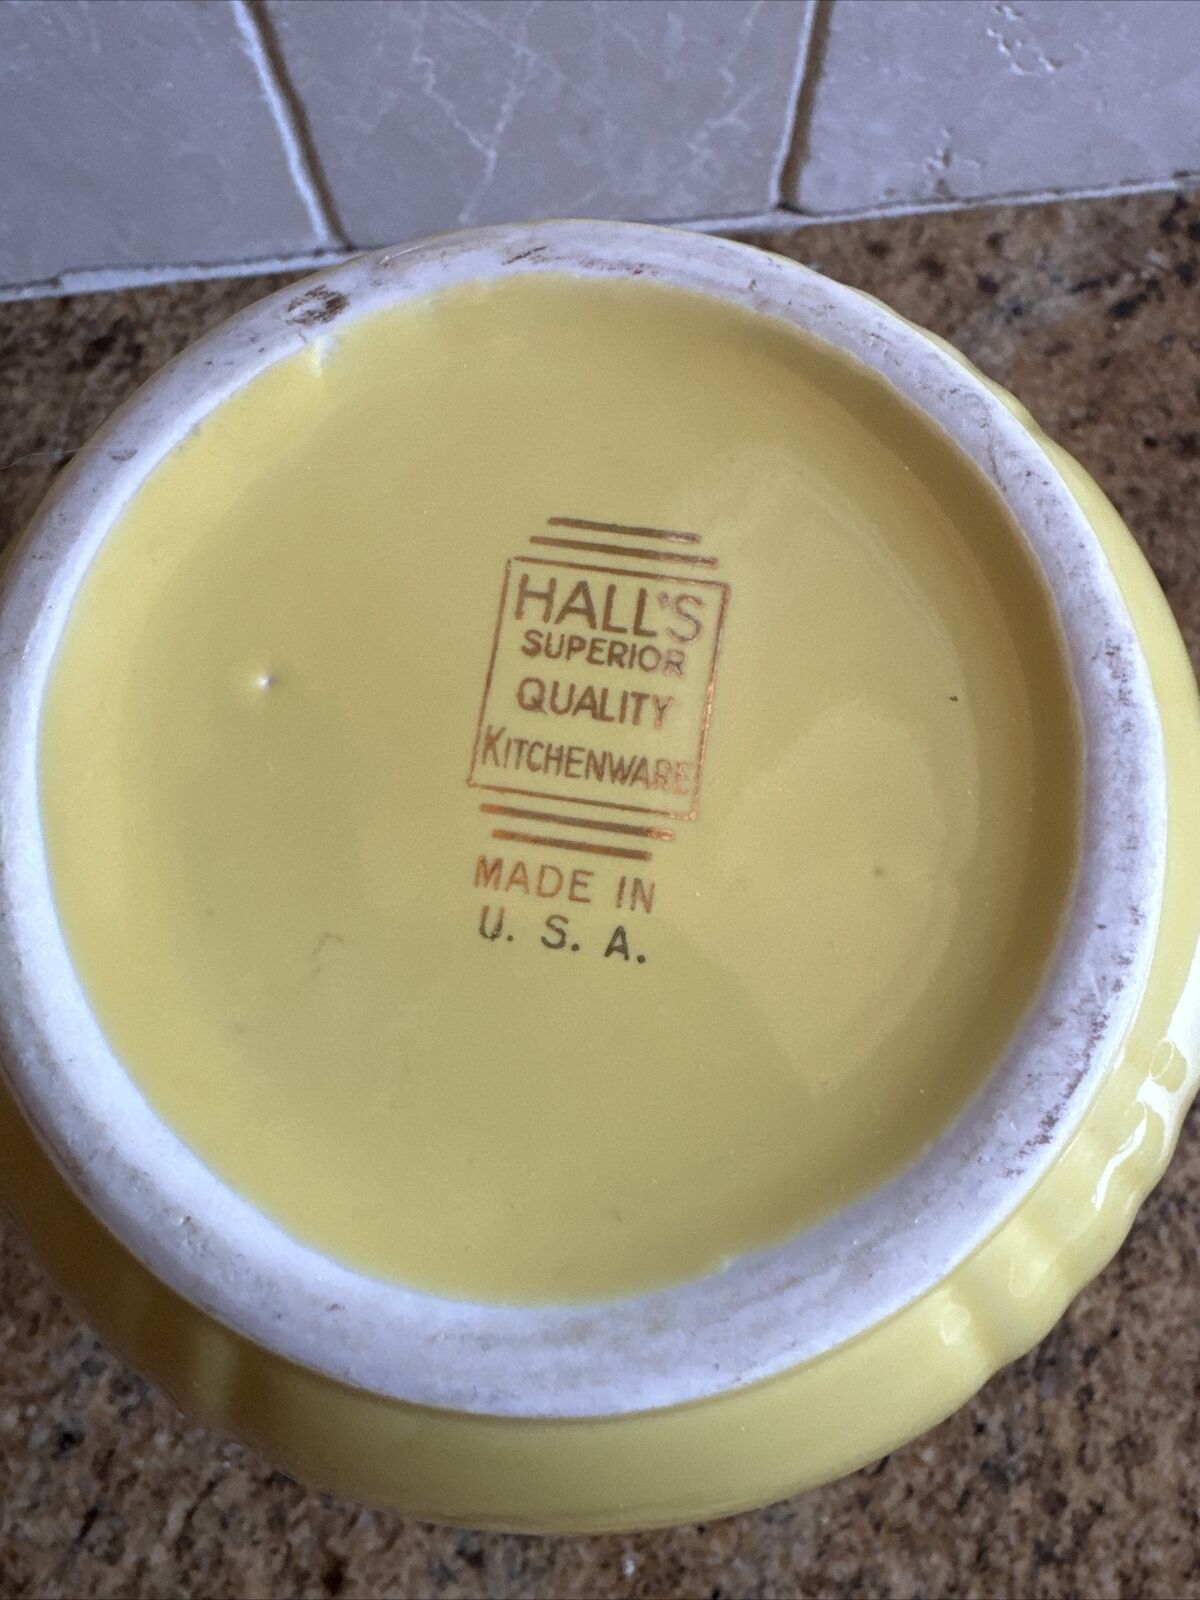 HALL'S
SUPERIOR
QUALITY
KITCHENWARE
MADE IN
U. S. A.